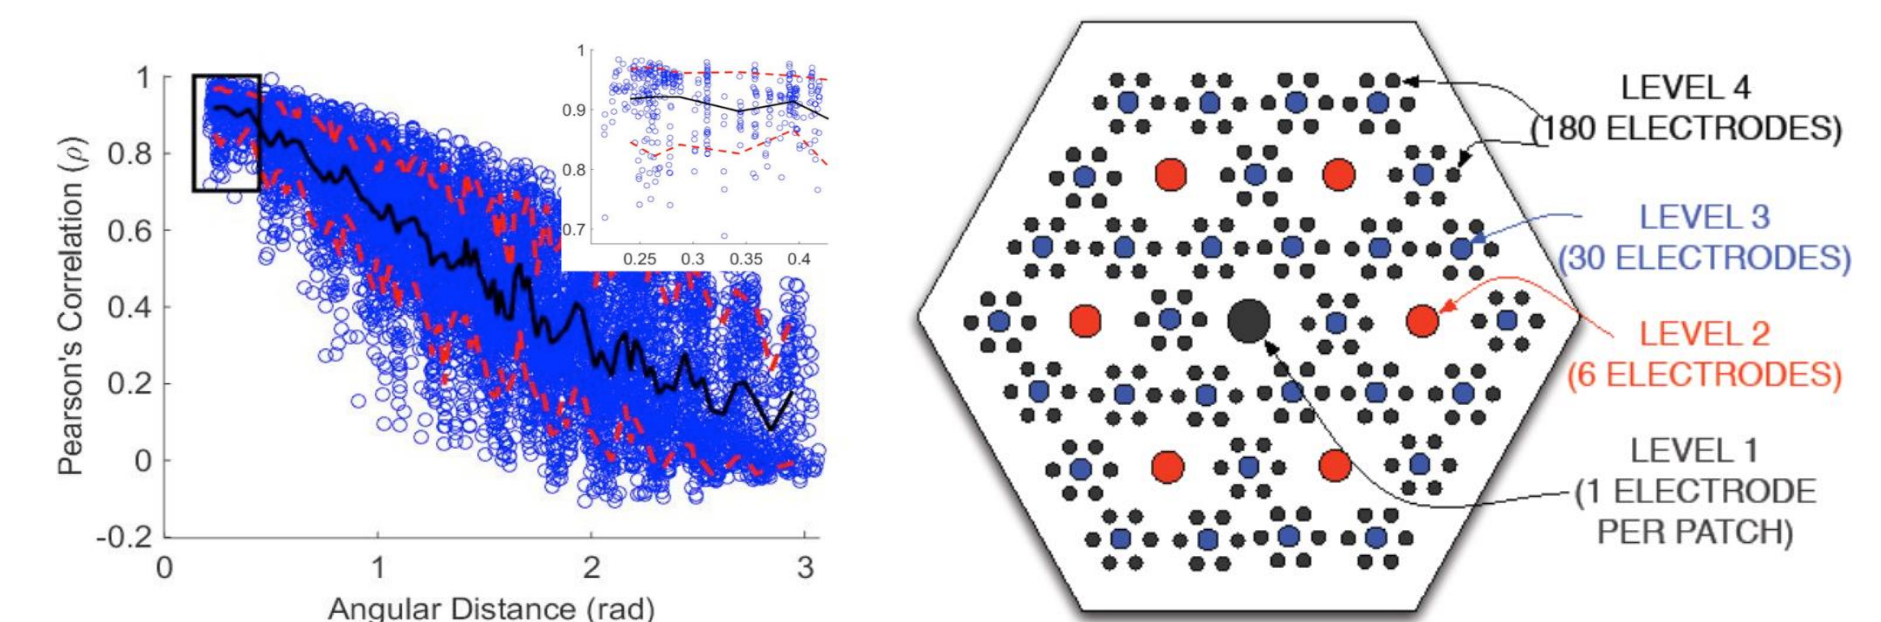 Pearson's Correlation (ρ)
1
0.8
0.6
0.4
0.2
0
-0.2
0
1
2
3
Angular Distance (rad)
1
0.9
0.8
0.7
0.25
0.3
0.35
0.4
LEVEL 4
(180 ELECTRODES)
LEVEL 3
(30 ELECTRODES)
LEVEL 2
(6 ELECTRODES)
LEVEL 1
(1 ELECTRODE
PER PATCH)